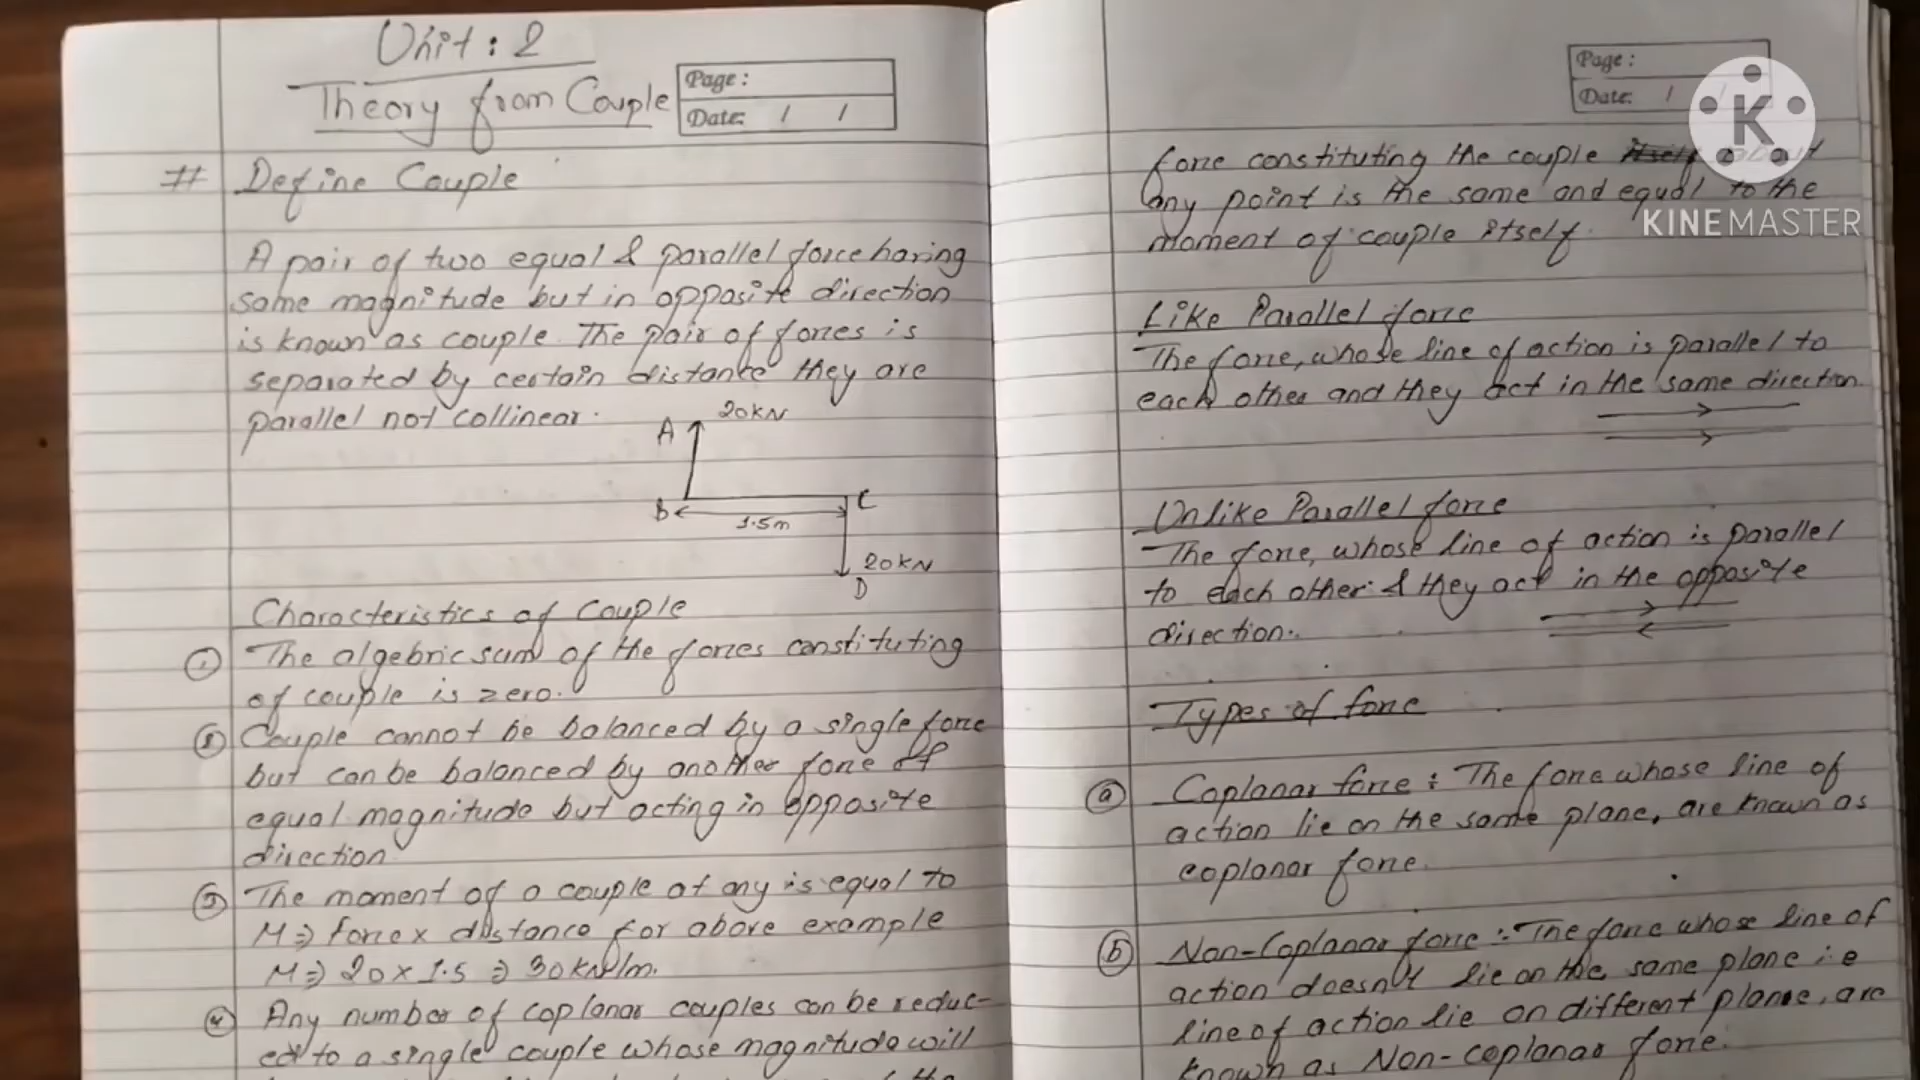 Unit: 2
Theory from Couple
Page:
Date: / /
# Define Couple
A pair of two equal & parallel force having
same magnitude but in opposite direction
is known as couple. The pair of forces is
separated by certain distance they are
parallel not collinear.
A 20KN
B C
1.5m
20KN
D
Characteristics of Couple
① The algebric sum of the forces constituting
of couple is zero.
Couple cannot be balanced by a single force
but can be balanced by another force of
equal magnitude but acting in opposite
direction
③ The moment of a couple at any is equal to
M => force x distance for above example
M => 20 x 1.5 => 30 KN/m.
④ Any number of coplanar couples can be reduc-
ed to a single couple whose magnitude will
Page:
Date: /
K
KINEMASTER
force constituting the couple itself about
any point is the same and equal to the
moment of couple itself.
Like Parallel force
The force, whose line of action is parallel to
each other and they act in the same direction
Unlike Parallel force
The force, whose line of action is parallel
to each other & they act in the opposite
direction.
Types of force
ⓐ Coplanar force : The force whose line of
action lie on the same plane, are known as
coplanar force.
ⓑ Non-Coplanar force :- The force whose line of
action doesn't lie on the same plane i.e
line of action lie on different plane, are
known as Non-coplanar force.